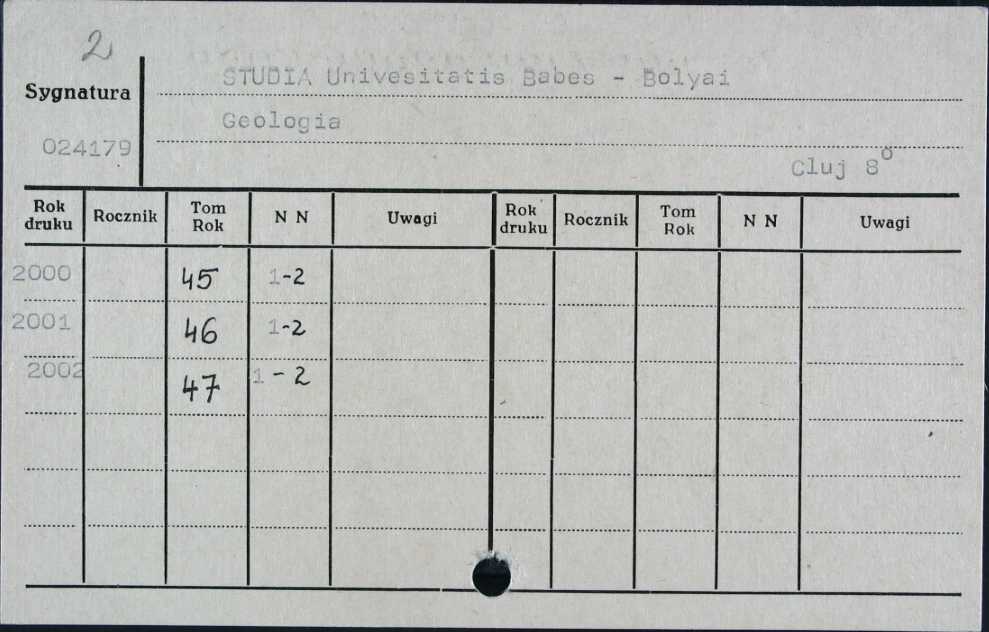 2
STUDIA Univesitatis Babes - Bolyai
Sygnatura
Geologia
024179
Cluj 8°
Rok druku Rocznik Tom Rok N N Uwagi Rok druku Rocznik Tom Rok N N Uwagi
2000 45 1-2
2001 46 1-2
2002 47 1-2